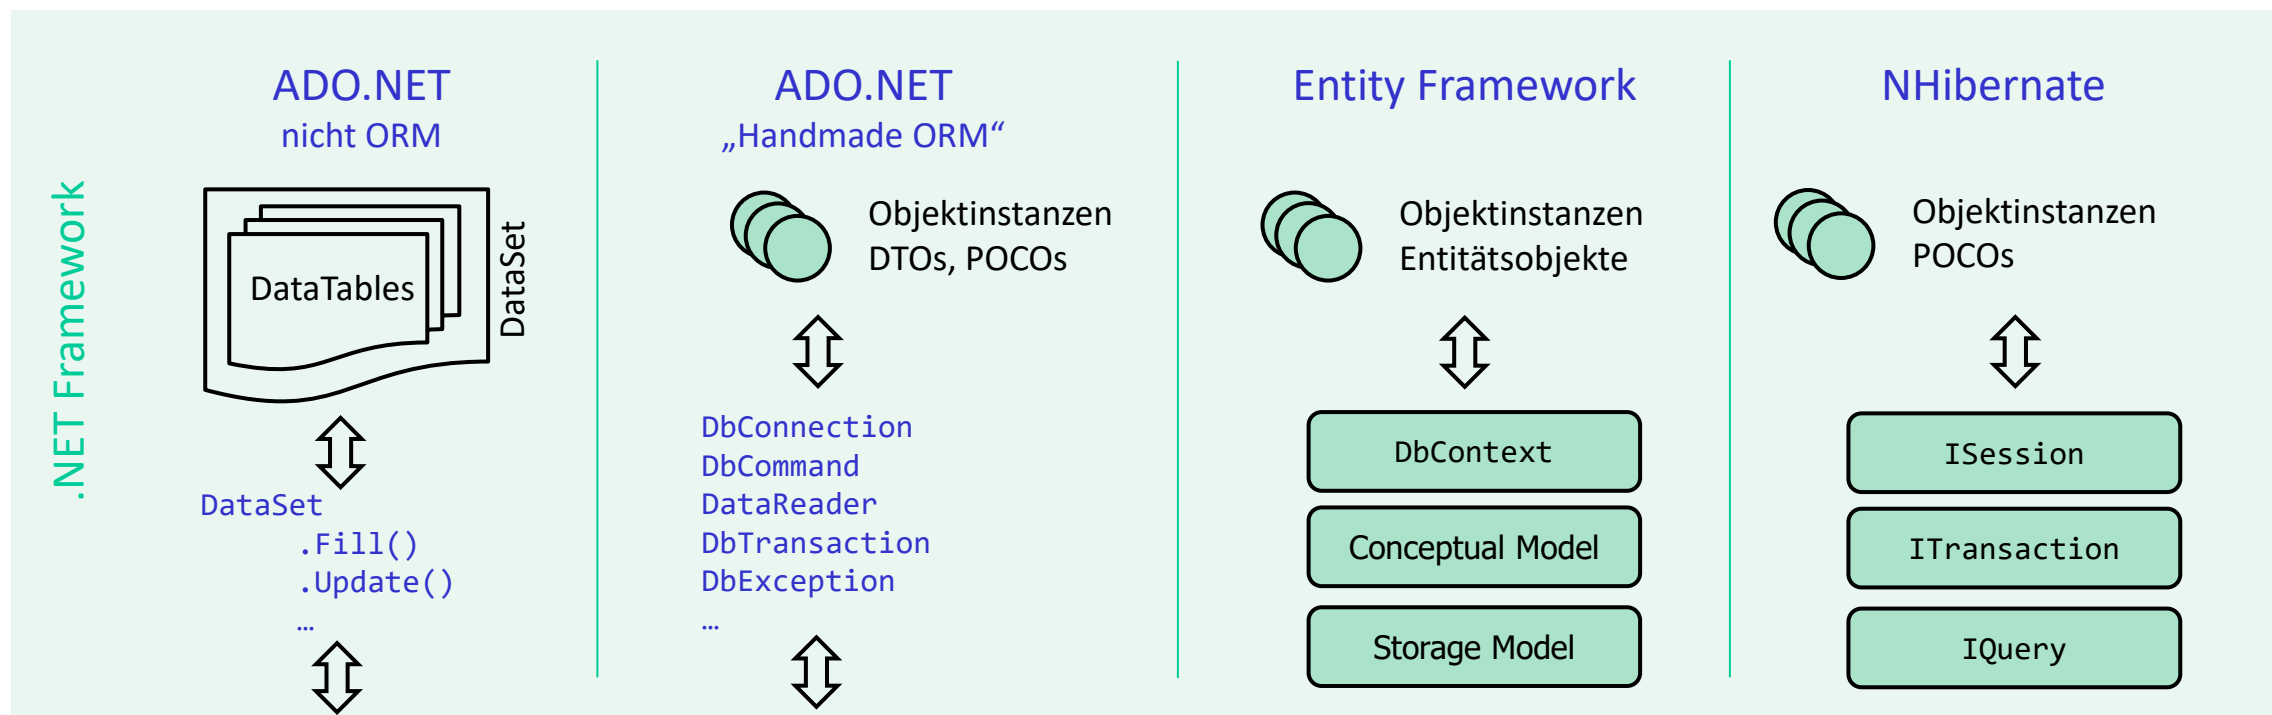 .NET Framework
ADO.NET
nicht ORM
DataTables
DataSet
DataSet
.Fill()
.Update()
…
ADO.NET
„Handmade ORM“
Objektinstanzen
DTOs, POCOs
DbConnection
DbCommand
DataReader
DbTransaction
DbException
…
Entity Framework
Objektinstanzen
Entitätsobjekte
DbContext
Conceptual Model
Storage Model
NHibernate
Objektinstanzen
POCOs
ISession
ITransaction
IQuery